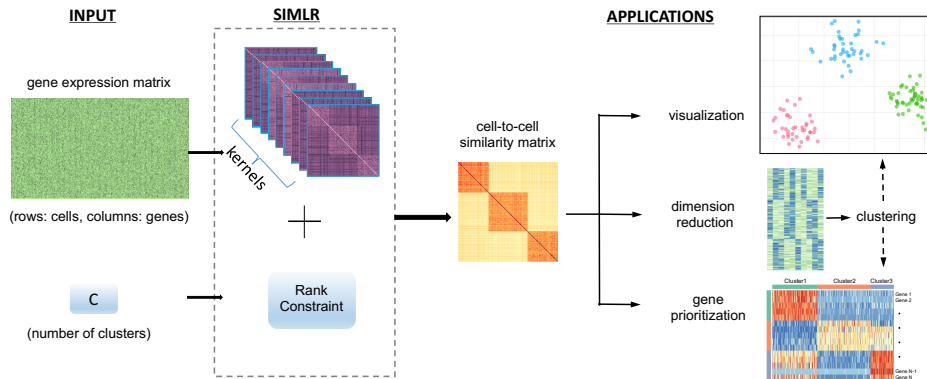 INPUT
SIMLR
APPLICATIONS
gene expression matrix
(rows: cells, columns: genes)
C
(number of clusters)
kernels
Rank
Constraint
cell-to-cell
similarity matrix
visualization
dimension
reduction
clustering
gene
prioritization
Cluster1
Cluster2
Cluster3
Gene 1
Gene 2
Gene N-1
Gene N